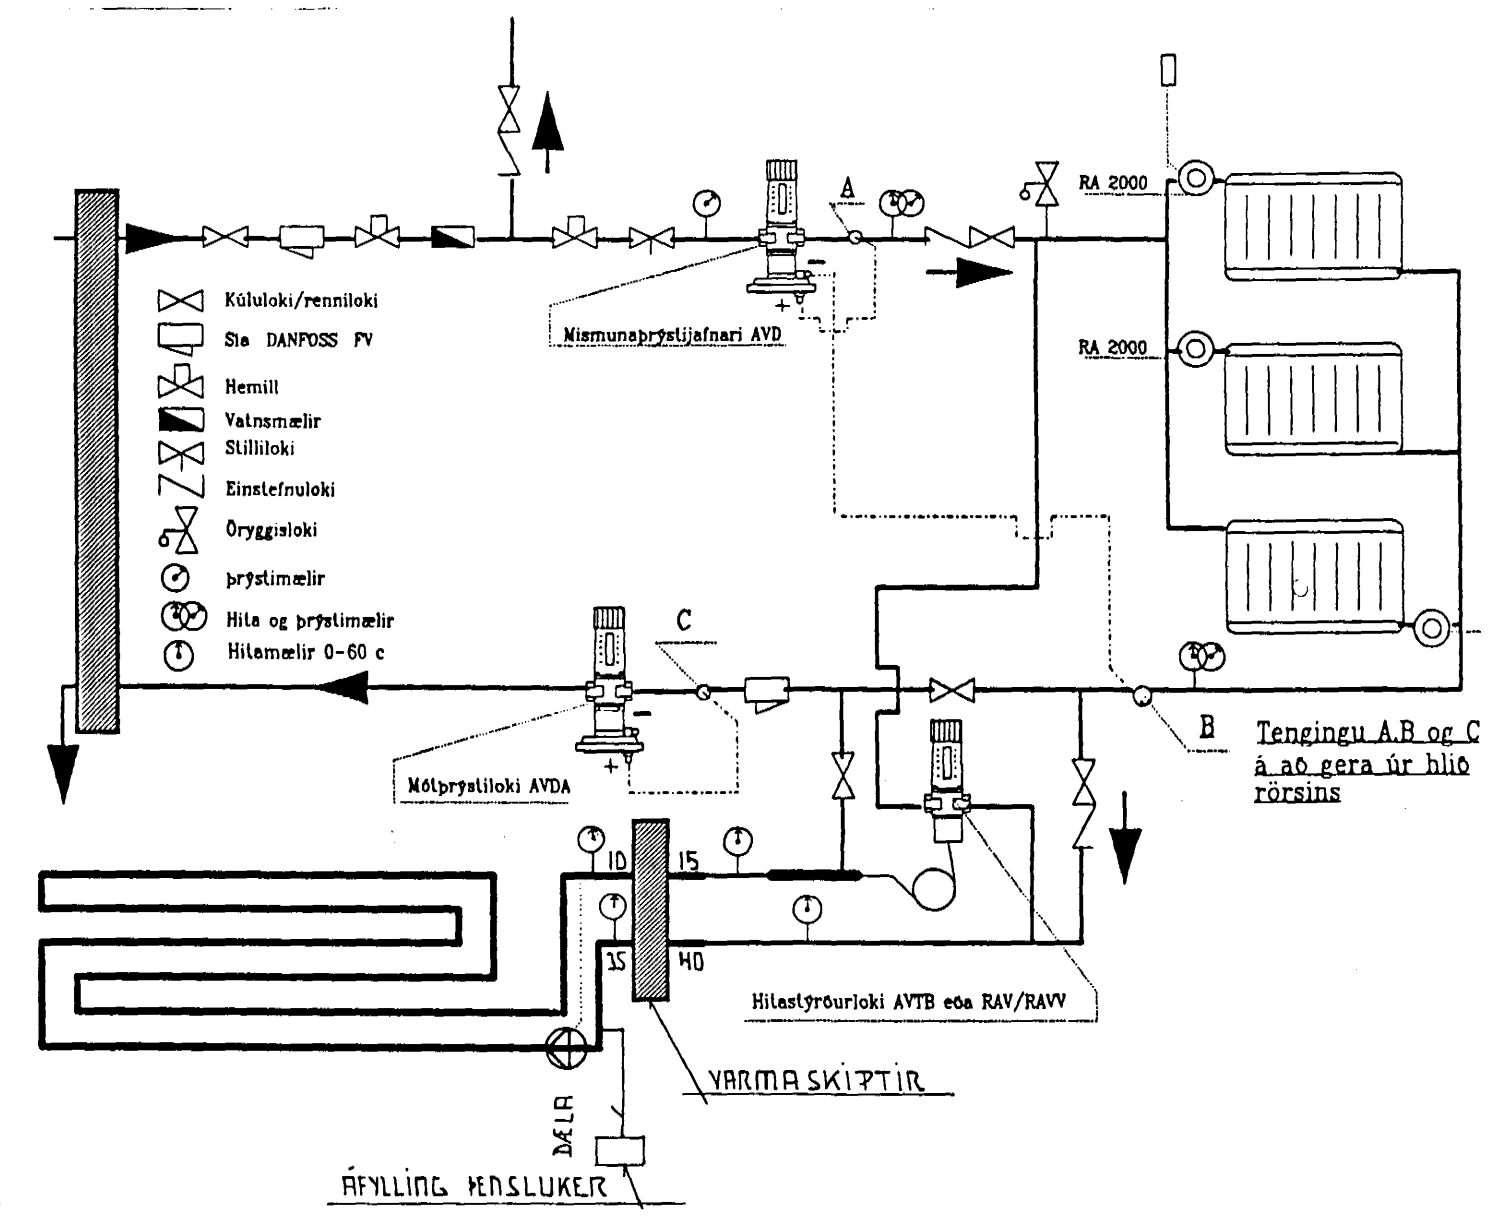 A
RA 2000
Kúluloki/renniloki
+
Mismunaþrýstijafnari AVD
Sía DANFOSS FV
RA 2000
Hemill
Vatnsmælir
Stilliloki
Einstefnuloki
Öryggisloki
þrýstimælir
Hita og þrýstimælir
Hitamælir 0-60 c
C
B
Tengingu A.B og C
á að gera úr hlið
rörsins
+
Mótþrýstiloki AVDA
10 15
35 40
Hitastýrðurloki AVTB eða RAV/RAVV
VARMASKIPTIR
DÆLA
ÁFYLLING ÞENSLUKER